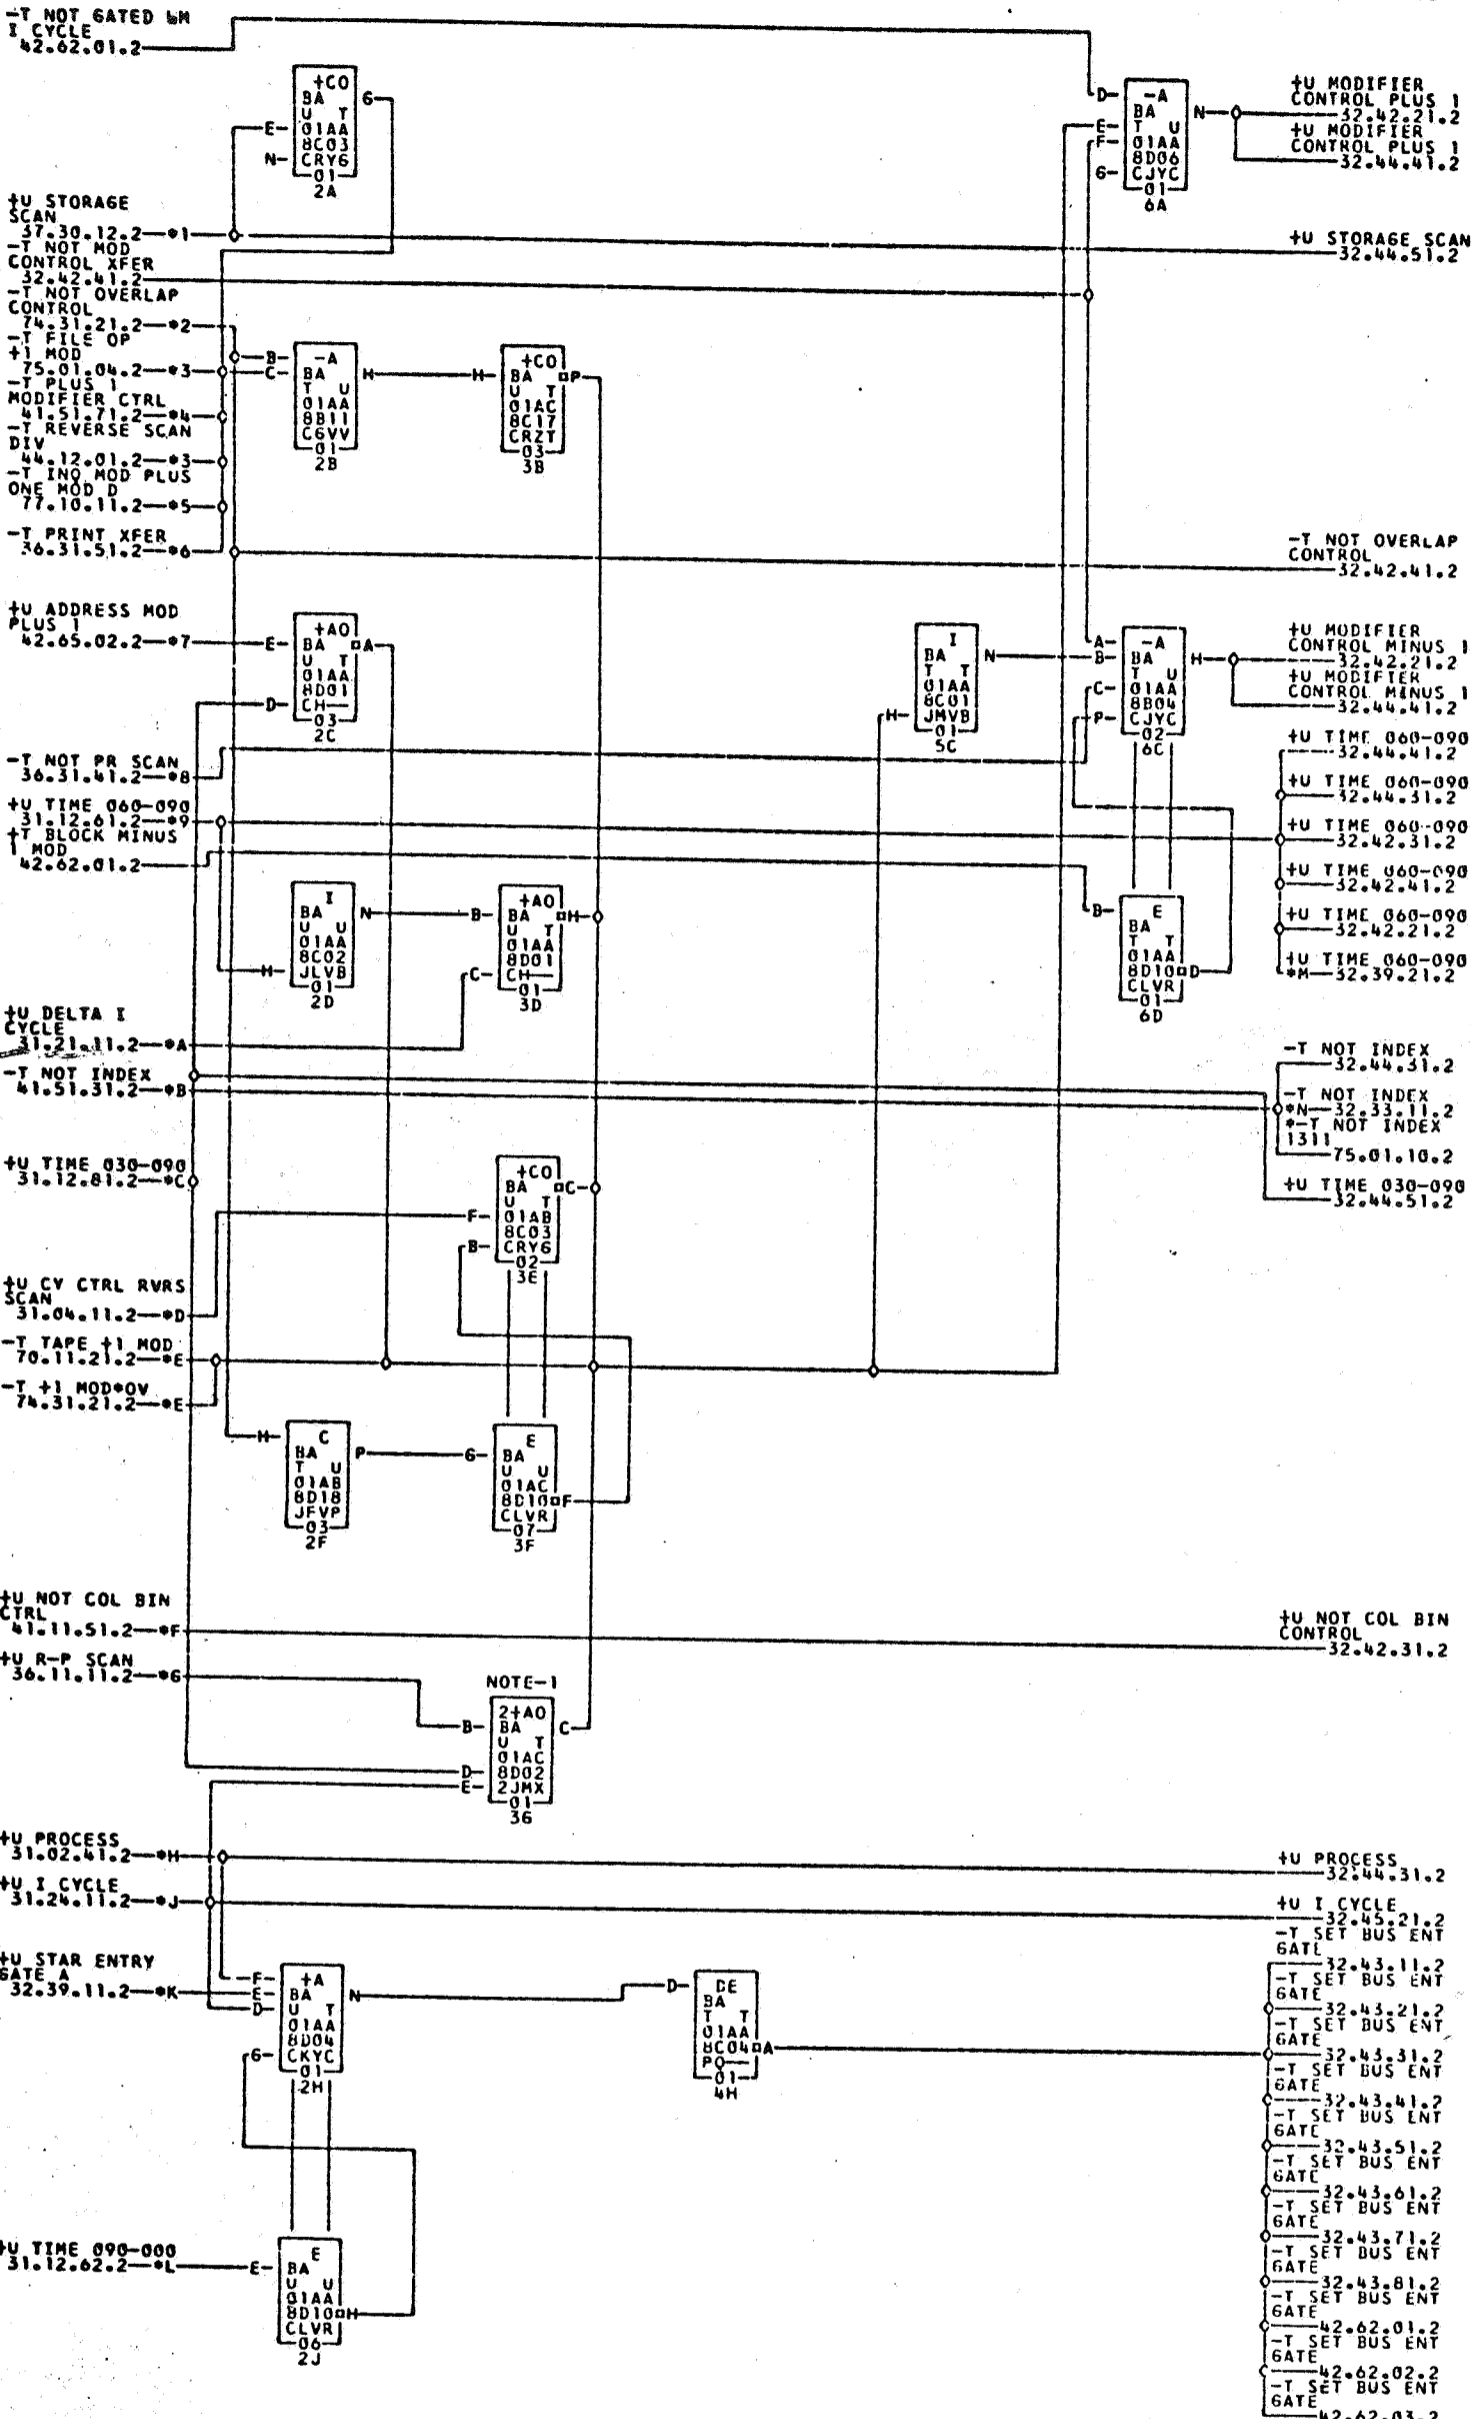 -T NOT GATED
I CYCLE
42.62.01.2
+U STORAGE
SCAN
37.30.12.2—*1
-T NOT MOD
CONTROL XFER
32.42.41.2
-T NOT OVERLAP
CONTROL
74.31.21.2—*2
-T FILE OP
+1 MOD
75.01.04.2—*3
-T PLUS 1
MODIFIER CTRL
41.51.71.2—*4
-T REVERSE SCAN
DIV
44.12.01.2—*3
-T INQ MOD PLUS
ONE MOD D
77.10.11.2—*5
-T PRINT XFER
36.31.51.2—*6
+U ADDRESS MOD
PLUS 1
42.65.02.2—*7
-T NOT PR SCAN
36.31.41.2—*8
+U TIME 060-090
31.12.61.2—*9
+T BLOCK MINUS
1 MOD
42.62.01.2
+U DELTA I
CYCLE
31.21.11.2—*A
-T NOT INDEX
41.51.31.2—*B
+U TIME 030-090
31.12.81.2—*C
+U CY CTRL RVRS
SCAN
31.04.11.2—*D
-T TAPE +1 MOD
70.11.21.2—*E
-T +1 MOD*OV
74.31.21.2—*E
+U NOT COL BIN
CTRL
41.11.51.2—*F
+U R-P SCAN
36.11.11.2—*G
+U PROCESS
31.02.41.2—*H
+U I CYCLE
31.24.11.2—*J
+U STAR ENTRY
GATE A
32.39.11.2—*K
+U TIME 090-000
31.12.62.2—*L
+CO
BA G
U T
E 01AA
8C03
N CRY6
01
2A
-A
B BA H
C T U
01AA
8B11
C6VV
01
2B
+CO
H BA P
U T
01AC
8C17
CRZT
03
3B
+AO
E BA A
U T
01AA
8D01
D CH—
03
2C
I
BA N
U U
01AA
8C02
H JLVB
01
2D
+AO
B BA H
U T
01AA
8D01
C CH—
01
3D
+CO
BA C
U T
F 01AB
8C03
B CRY6
02
3E
C
H BA P
T U
01AB
8D18
JFVP
03
2F
E
G BA
U U
01AC
8D10 F
CLVR
07
3F
NOTE-1
2+AO
B BA C
U T
01AC
D 8D02
E 2JMX
01
36
F +A
E BA N
D U T
01AA
8D04
G CKYC
01
2H
DE
D BA
T T
01AA
8C04 A
PQ—
01
4H
E
E BA
U U
01AA
8D10 H
CLVR
06
2J
D -A
BA N
E T U
F 01AA
8D06
G CJYC
01
6A
I
BA N
T T
01AA
8C01
H JMVB
01
5C
A -A
B BA H
T U
C 01AA
8B04
P CJYC
02
6C
E
B BA
T T
01AA
8D10 D
CLVR
01
6D
+U MODIFIER
CONTROL PLUS 1
32.42.21.2
+U MODIFIER
CONTROL PLUS 1
32.44.41.2
+U STORAGE SCAN
32.44.51.2
-T NOT OVERLAP
CONTROL
32.42.41.2
+U MODIFIER
CONTROL MINUS 1
32.42.21.2
+U MODIFIER
CONTROL MINUS 1
32.44.41.2
+U TIME 060-090
32.44.41.2
+U TIME 060-090
32.44.31.2
+U TIME 060-090
32.42.31.2
+U TIME 060-090
32.42.41.2
+U TIME 060-090
32.42.21.2
+U TIME 060-090
*M—32.39.21.2
-T NOT INDEX
32.44.31.2
-T NOT INDEX
*N—32.33.11.2
*-T NOT INDEX
1311
75.01.10.2
+U TIME 030-090
32.44.51.2
+U NOT COL BIN
CONTROL
32.42.31.2
+U PROCESS
32.44.31.2
+U I CYCLE
32.45.21.2
-T SET BUS ENT
GATE
32.43.11.2
-T SET BUS ENT
GATE
32.43.21.2
-T SET BUS ENT
GATE
32.43.31.2
-T SET BUS ENT
GATE
32.43.41.2
-T SET BUS ENT
GATE
32.43.51.2
-T SET BUS ENT
GATE
32.43.61.2
-T SET BUS ENT
GATE
32.43.71.2
-T SET BUS ENT
GATE
32.43.81.2
-T SET BUS ENT
GATE
42.62.01.2
-T SET BUS ENT
GATE
42.62.02.2
-T SET BUS ENT
GATE
42.62.03.2